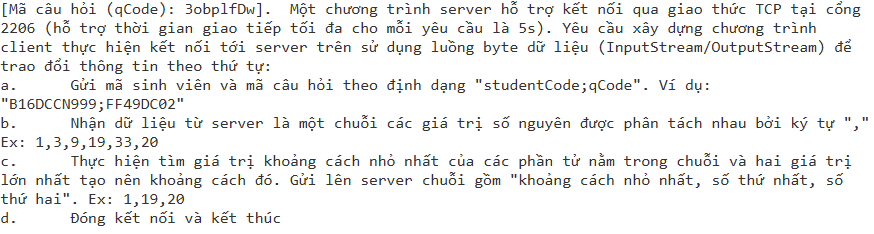 [Mã câu hỏi (qCode): 3obplfDw].  Một chương trình server hỗ trợ kết nối qua giao thức TCP tại cổng
2206 (hỗ trợ thời gian giao tiếp tối đa cho mỗi yêu cầu là 5s). Yêu cầu xây dựng chương trình
client thực hiện kết nối tới server trên sử dụng luồng byte dữ liệu (InputStream/OutputStream) để
trao đổi thông tin theo thứ tự:
a.	Gửi mã sinh viên và mã câu hỏi theo định dạng "studentCode;qCode". Ví dụ:
"B16DCCN999;FF49DC02"
b.	Nhận dữ liệu từ server là một chuỗi các giá trị số nguyên được phân tách nhau bởi ký tự ","
Ex: 1,3,9,19,33,20
c.	Thực hiện tìm giá trị khoảng cách nhỏ nhất của các phần tử nằm trong chuỗi và hai giá trị
lớn nhất tạo nên khoảng cách đó. Gửi lên server chuỗi gồm "khoảng cách nhỏ nhất, số thứ nhất, số
thứ hai". Ex: 1,19,20
d.	Đóng kết nối và kết thúc